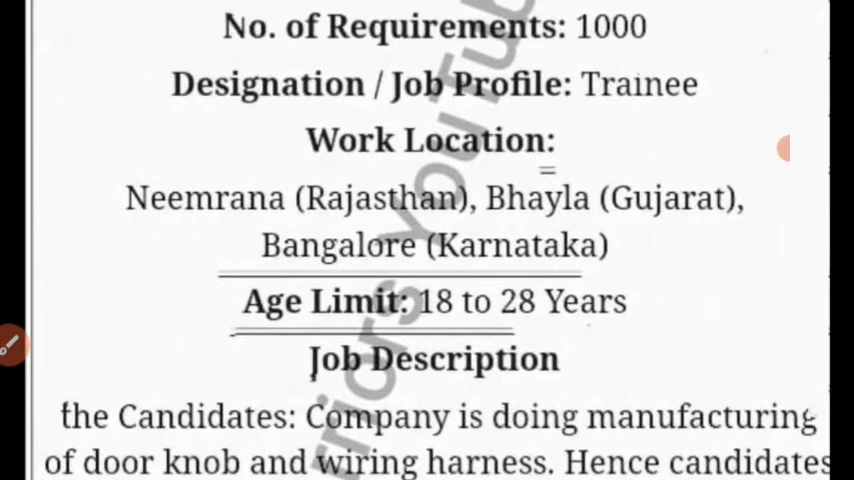 No. of Requirements: 1000
Designation / Job Profile: Trainee
Work Location:
Neemrana (Rajasthan), Bhayla (Gujarat),
Bangalore (Karnataka)
Age Limit: 18 to 28 Years
Job Description
the Candidates: Company is doing manufacturing
of door knob and wiring harness. Hence candidates